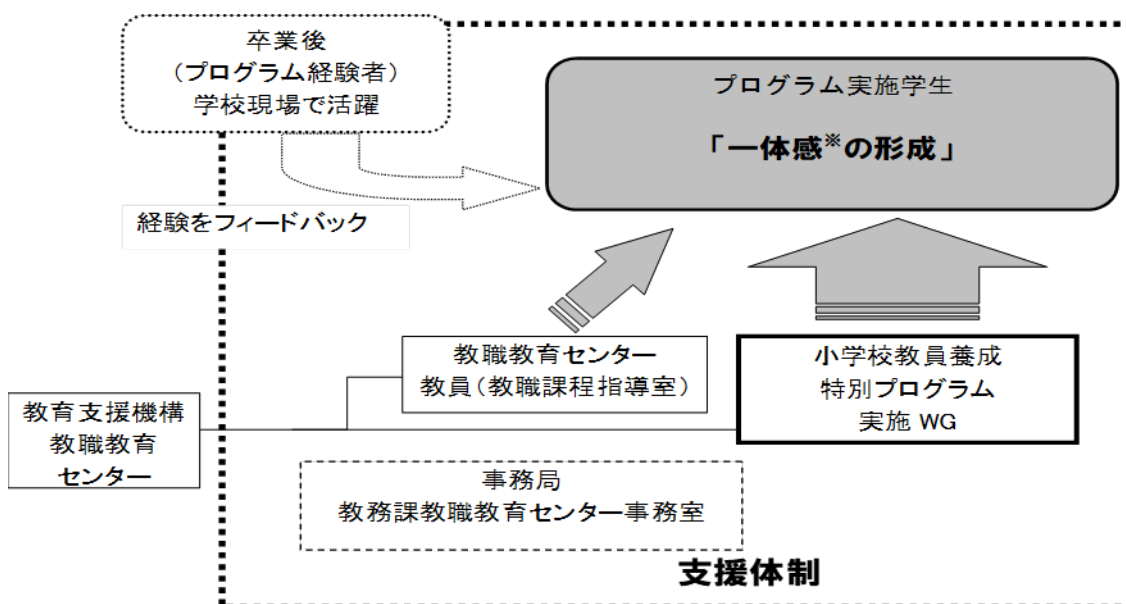 卒業後
(プログラム経験者)
学校現場で活躍
プログラム実施学生
「一体感※の形成」
経験をフィードバック
教職教育センター
教員(教職課程指導室)
小学校教員養成
特別プログラム
実施 WG
教育支援機構
教職教育
センター
事務局
教務課教職教育センター事務室
支援体制